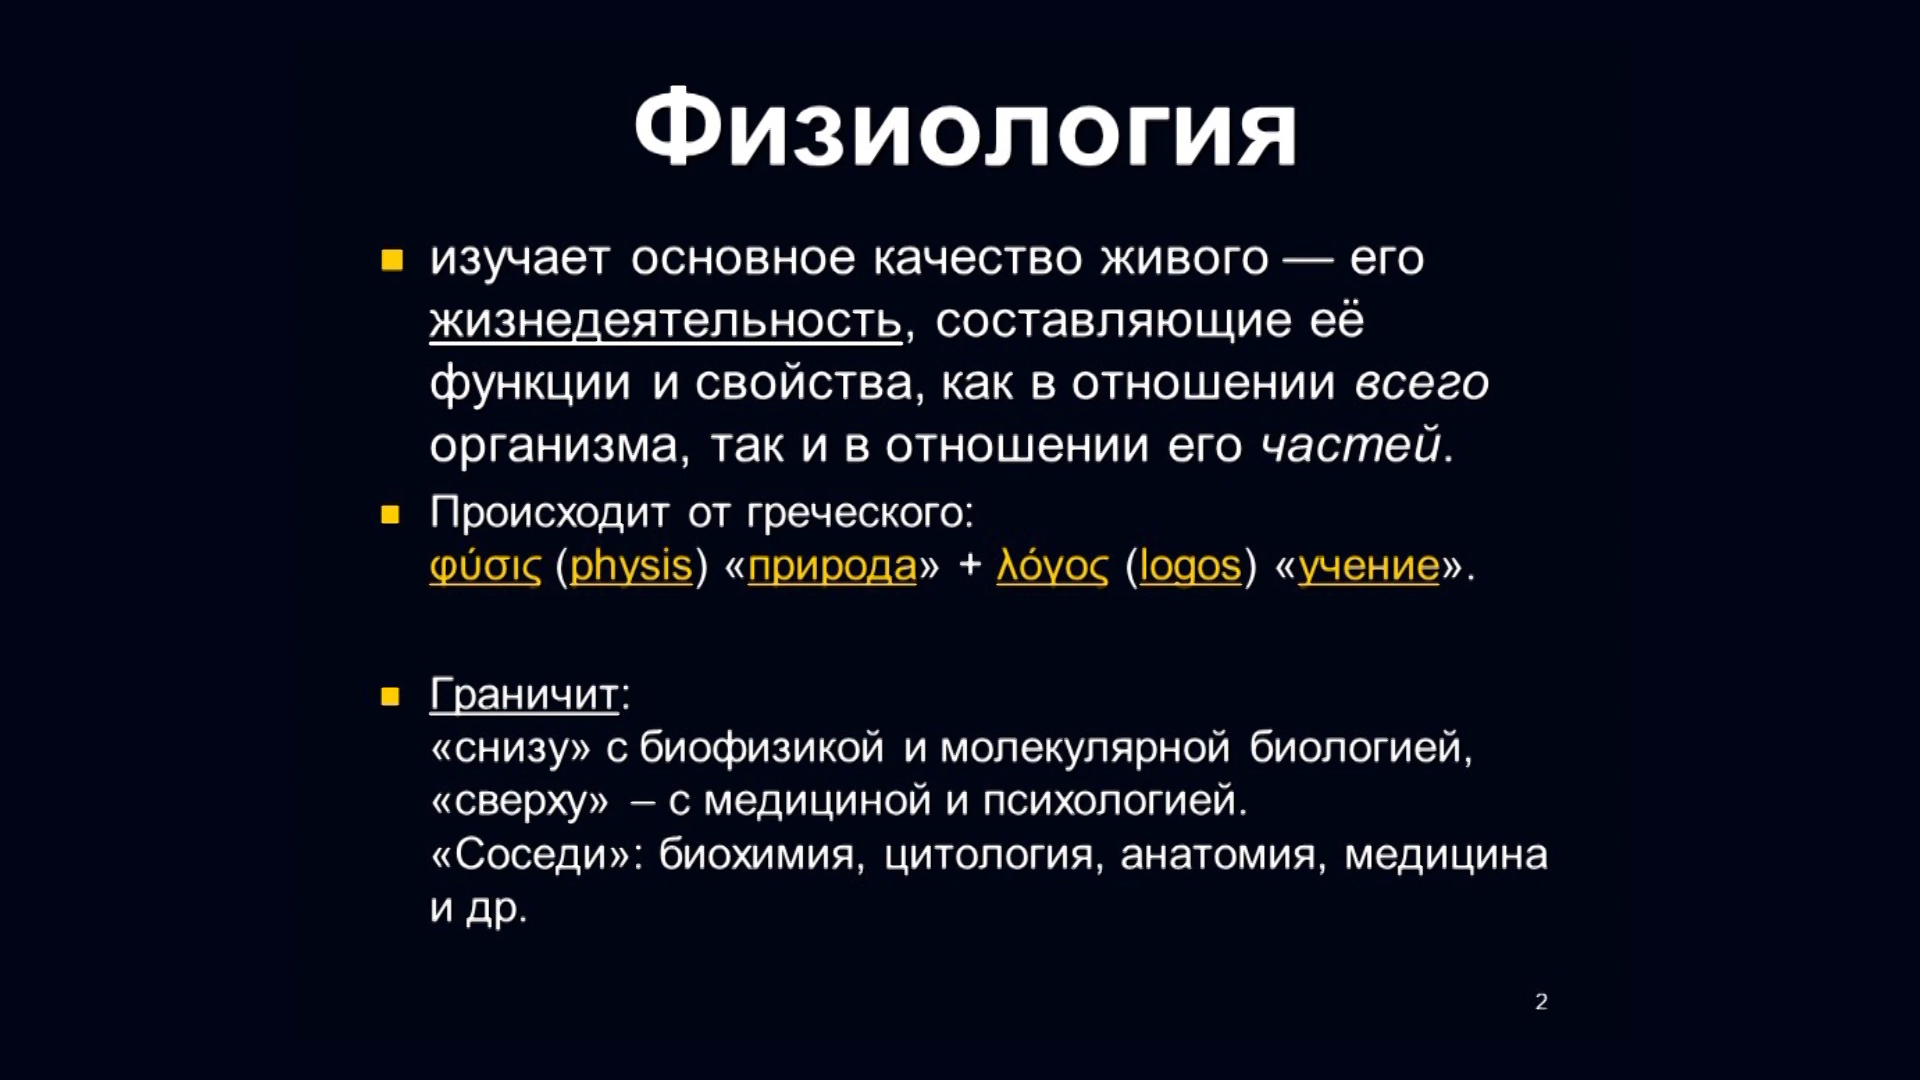 Физиология
изучает основное качество живого — его
жизнедеятельность, составляющие её
функции и свойства, как в отношении всего
организма, так и в отношении его частей.
Происходит от греческого:
φύσις (physis) «природа» + λόγος (logos) «учение».
Граничит:
«снизу» с биофизикой и молекулярной биологией,
«сверху» – с медициной и психологией.
«Соседи»: биохимия, цитология, анатомия, медицина
и др.
2